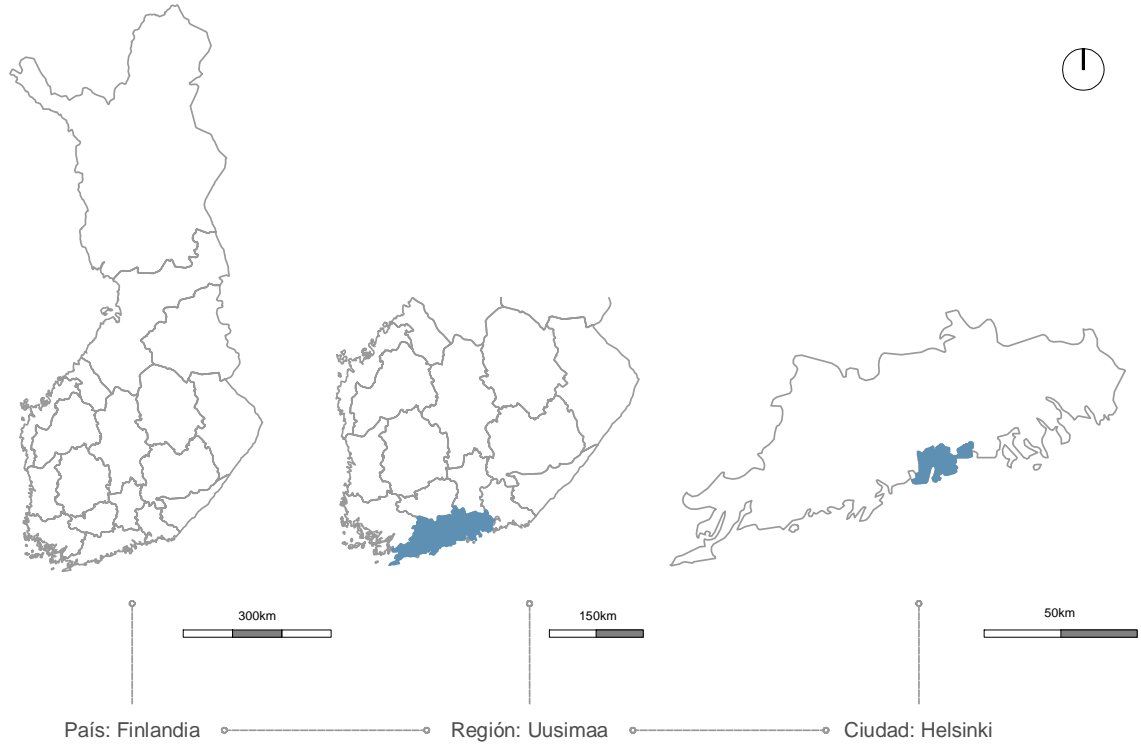 300km
150km
50km
País: Finlandia
Región: Uusimaa
Ciudad: Helsinki